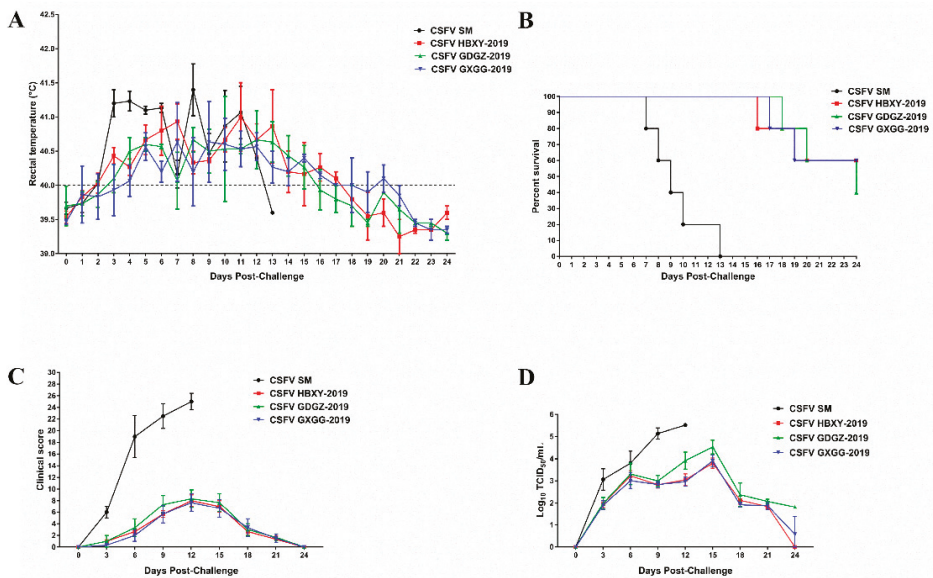 A
CSFV SM
CSFV HBXY-2019
CSFV GDGZ-2019
CSFV GXGG-2019
Rectal temperature (°C)
42.5
42.0
41.5
41.0
40.5
40.0
39.5
39.0
0 1 2 3 4 5 6 7 8 9 10 11 12 13 14 15 16 17 18 19 20 21 22 23 24
Days Post-Challenge
B
CSFV SM
CSFV HBXY-2019
CSFV GDGZ-2019
CSFV GXGG-2019
Percent survival
100
90
80
70
60
50
40
30
20
10
0
0 1 2 3 4 5 6 7 8 9 10 11 12 13 14 15 16 17 18 19 20 21 22 23 24
Days Post-Challenge
C
CSFV SM
CSFV HBXY-2019
CSFV GDGZ-2019
CSFV GXGG-2019
Clinical score
30
28
26
24
22
20
18
16
14
12
10
8
6
4
2
0
0 3 6 9 12 15 18 21 24
Days Post-Challenge
D
CSFV SM
CSFV HBXY-2019
CSFV GDGZ-2019
CSFV GXGG-2019
Log₁₀ TCID₅₀/mL
6
5
4
3
2
1
0
0 3 6 9 12 15 18 21 24
Days Post-Challenge